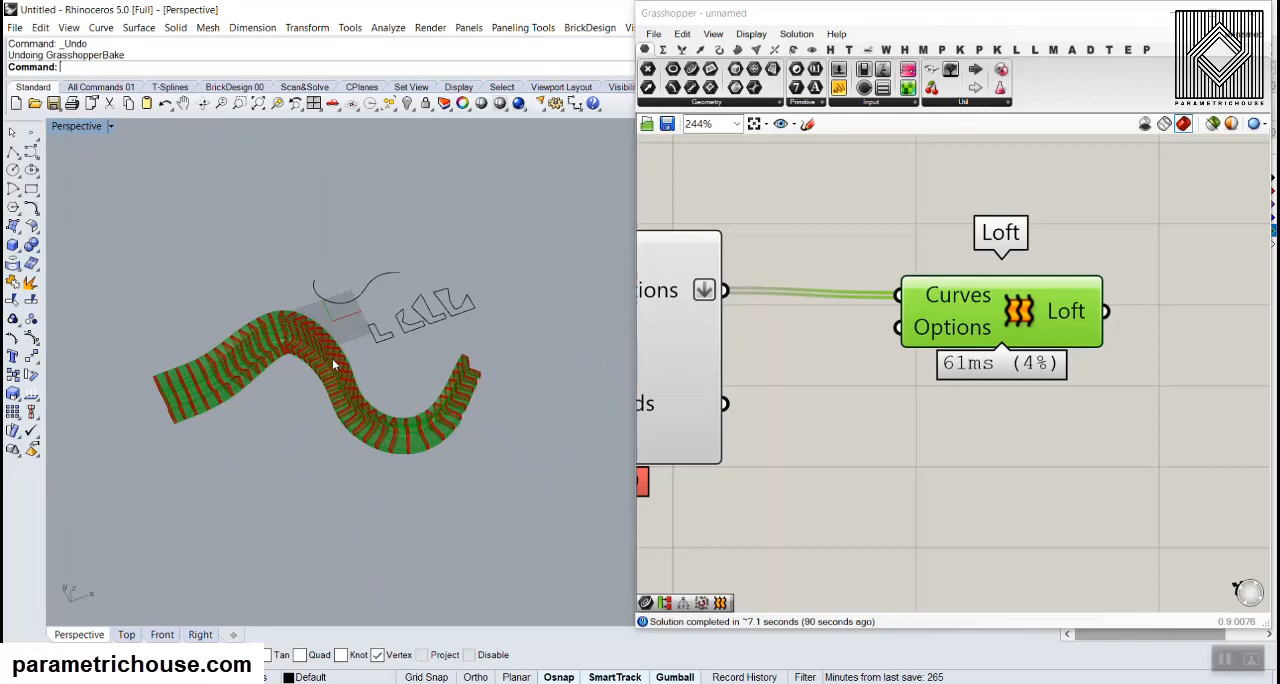 Untitled - Rhinoceros 5.0 [Full] - [Perspective]
File Edit View Curve Surface Solid Mesh Dimension Transform Tools Analyze Render Panels Paneling Tools BrickDesign
Command: _Undo
Undoing GrasshopperBake
Command:
Standard All Commands 01 T-Splines BrickDesign 00 Scan&Solve CPlanes Set View Display Select Viewport Layout
Perspective
Perspective Top Front Right
Tan Quad Knot Vertex Project Disable
Default Grid Snap Ortho Planar Osnap SmartTrack Gumball Record History Filter Minutes from last save: 265
parametrichouse.com
Grasshopper - unnamed
File Edit View Display Solution Help
H T W H M P K P K L L M A D T E P
Geometry Primitive Input Util
244%
PARAMETRICHOUSE
Loft
Curves
Options
Loft
61ms (4%)
Solution completed in ~7.1 seconds (90 seconds ago)
0.9.0076